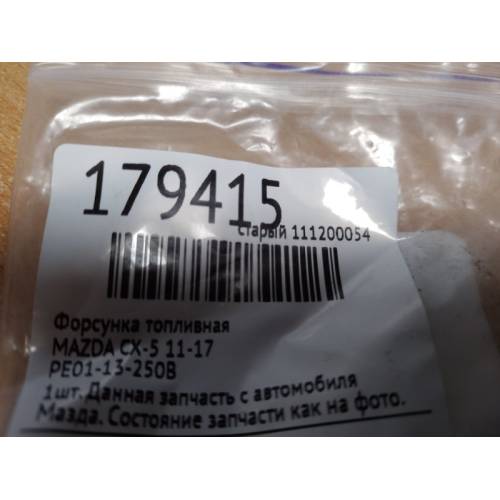 179415
старый 111200054
Форсунка топливная
MAZDA CX-5 11-17
PE01-13-250B
1шт. Данная запчасть с автомобиля
Мазда. Состояние запчасти как на фото.